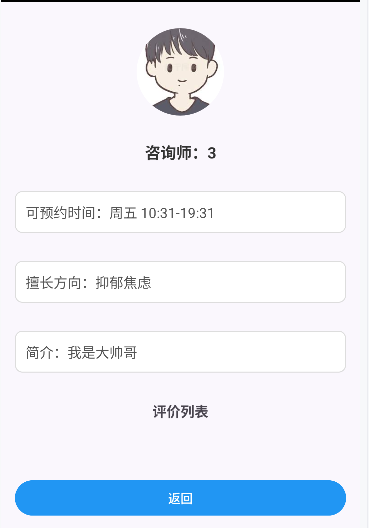 咨询师：3
可预约时间：周五 10:31-19:31
擅长方向：抑郁焦虑
简介：我是大帅哥
评价列表
返回